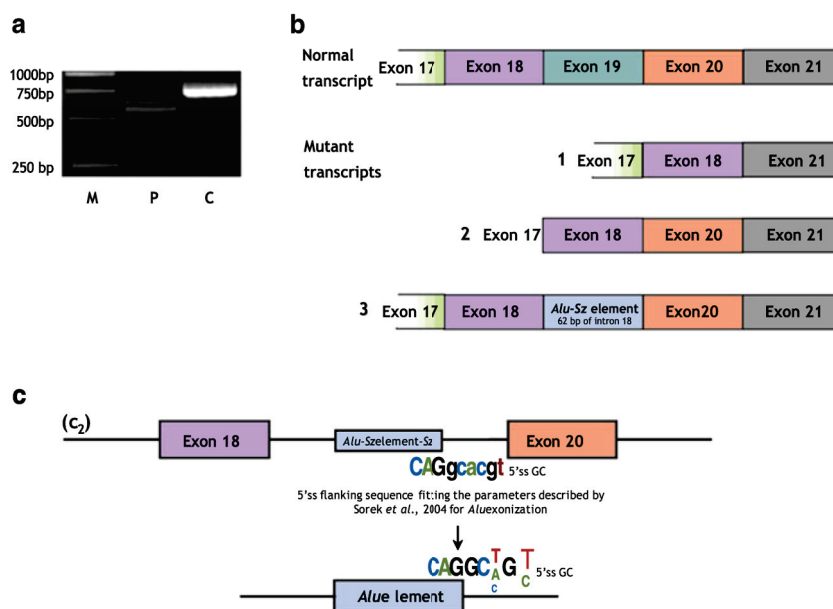 a
1000bp
750bp
500bp
250 bp
M P C
b
Normal transcript
Exon 17 Exon 18 Exon 19 Exon 20 Exon 21
Mutant transcripts
1 Exon 17 Exon 18 Exon 21
2 Exon 17 Exon 18 Exon 20 Exon 21
3 Exon 17 Exon 18 Alu-Sz element 62 bp of intron 18 Exon20 Exon 21
c
(c2)
Exon 18 Alu-Szelement-Sz Exon 20
CAGgcacgt 5'ss GC
5'ss flanking sequence fitting the parameters described by
Sorek et al., 2004 for Aluexonization
CAGGCTACGTC 5'ss GC
Alue lement